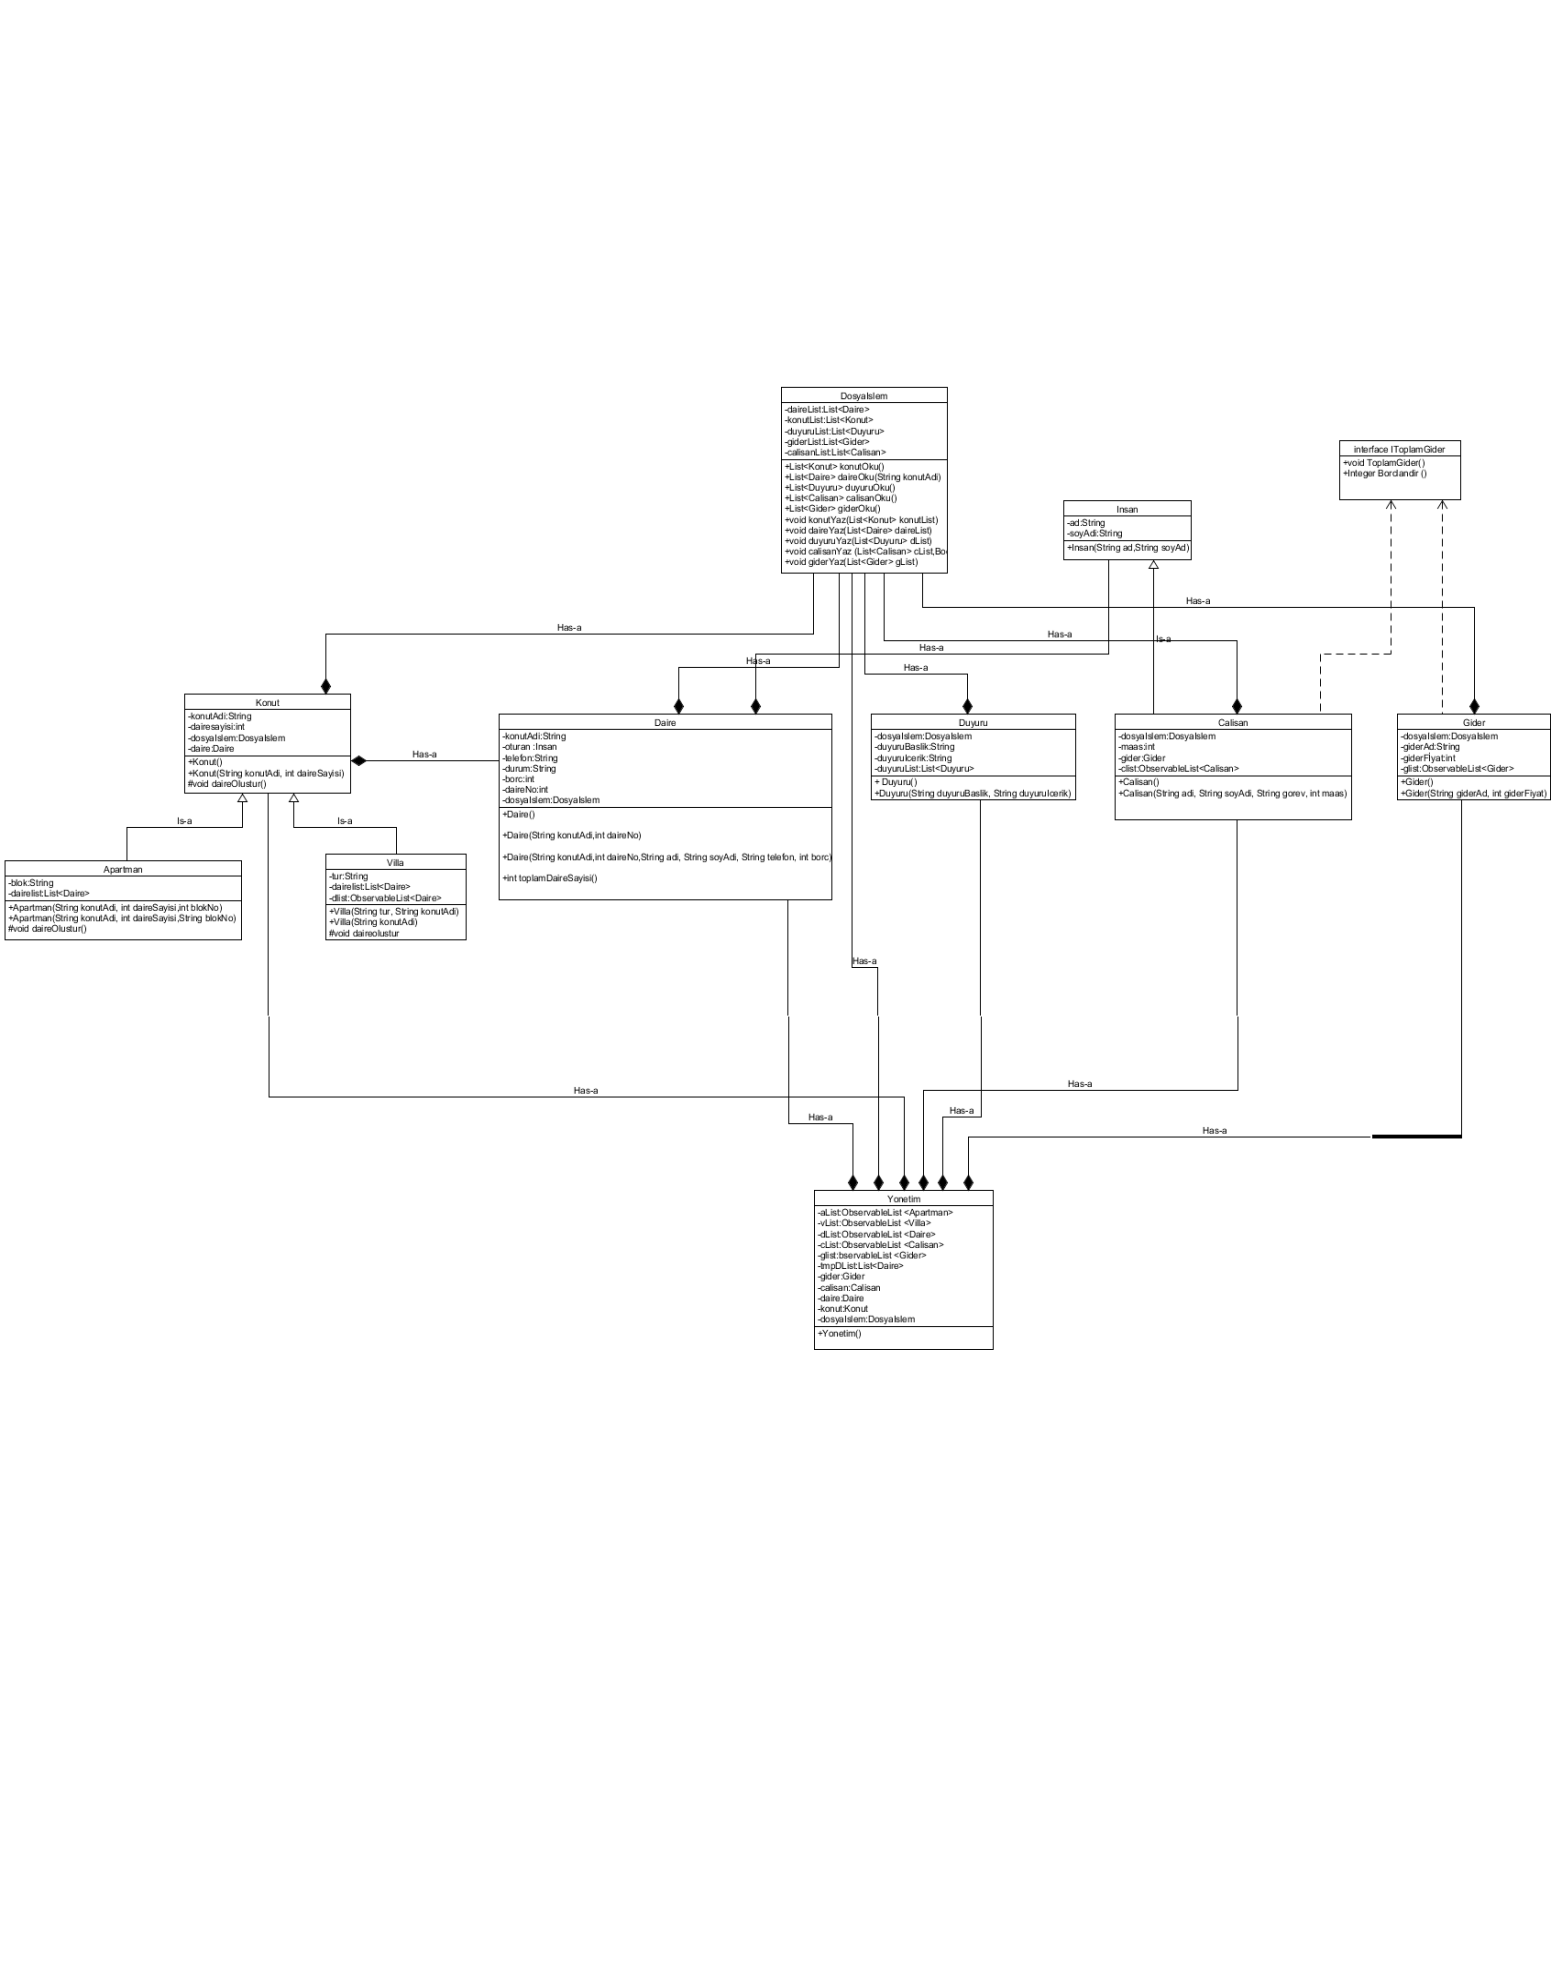 DosyaIslem
-daireList:List<Daire>
-konutList:List<Konut>
-duyuruList:List<Duyuru>
-giderList:List<Gider>
-calisanList:List<Calisan>
+List<Konut> konutOku()
+List<Daire> daireOku(String konutAdi)
+List<Duyuru> duyuruOku()
+List<Calisan> calisanOku()
+List<Gider> giderOku()
+void konutYaz(List<Konut> konutList)
+void daireYaz(List<Daire> daireList)
+void duyuruYaz(List<Duyuru> dList)
+void calisanYaz (List<Calisan> cList,Boo
+void giderYaz(List<Gider> gList)
interface IToplamGider
+void ToplamGider()
+Integer Borclandir ()
Insan
-ad:String
-soyAdi:String
+Insan(String ad,String soyAd)
Has-a
Has-a
Has-a
Is-a
Has-a
Has-a
Has-a
Konut
-konutAdi:String
-dairesayisi:int
-dosyaIslem:DosyaIslem
-daire:Daire
+Konut()
+Konut(String konutAdi, int daireSayisi)
#void daireOlustur()
Has-a
Daire
-konutAdi:String
-oturan :Insan
-telefon:String
-durum:String
-borc:int
-daireNo:int
-dosyaIslem:DosyaIslem
+Daire()
+Daire(String konutAdi,int daireNo)
+Daire(String konutAdi,int daireNo,String adi, String soyAdi, String telefon, int borc)
+int toplamDaireSayisi()
Duyuru
-dosyaIslem:DosyaIslem
-duyuruBaslik:String
-duyuruIcerik:String
-duyuruList:List<Duyuru>
+ Duyuru()
+Duyuru(String duyuruBaslik, String duyuruIcerik)
Calisan
-dosyaIslem:DosyaIslem
-maas:int
-gider:Gider
-clist:ObservableList<Calisan>
+Calisan()
+Calisan(String adi, String soyAdi, String gorev, int maas)
Gider
-dosyaIslem:DosyaIslem
-giderAd:String
-giderFİyat:int
-glist:ObservableList<Gider>
+Gider()
+Gider(String giderAd, int giderFiyat)
Is-a
Is-a
Apartman
-blok:String
-dairelist:List<Daire>
+Apartman(String konutAdi, int daireSayisi,int blokNo)
+Apartman(String konutAdi, int daireSayisi,String blokNo)
#void daireOlustur()
Villa
-tur:String
-dairelist:List<Daire>
-dlist:ObservableList<Daire>
+Villa(String tur, String konutAdi)
+Villa(String konutAdi)
#void daireolustur
Has-a
Has-a
Has-a
Has-a
Has-a
Has-a
Yonetim
-aList:ObservableList <Apartman>
-vList:ObservableList <Villa>
-dList:ObservableList <Daire>
-cList:ObservableList <Calisan>
-glist:bservableList <Gider>
-tmpDList:List<Daire>
-gider:Gider
-calisan:Calisan
-daire:Daire
-konut:Konut
-dosyaIslem:DosyaIslem
+Yonetim()